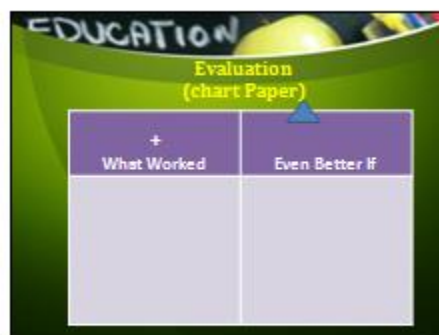 EDUCATION
Evaluation
(chart Paper)
+
What Worked
Even Better If